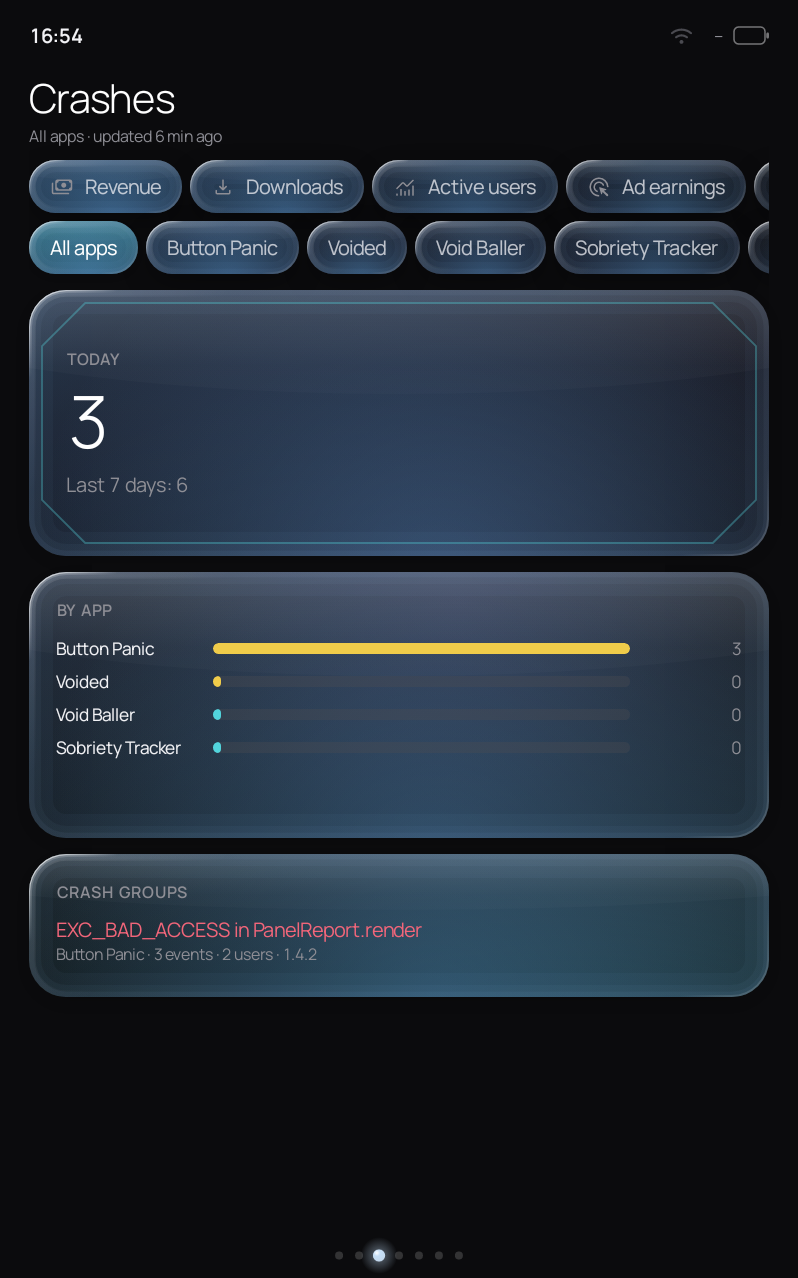 16:54
–
Crashes
All apps · updated 6 min ago
Revenue
Downloads
Active users
Ad earnings
All apps
Button Panic
Voided
Void Baller
Sobriety Tracker
TODAY
3
Last 7 days: 6
BY APP
Button Panic 3
Voided 0
Void Baller 0
Sobriety Tracker 0
CRASH GROUPS
EXC_BAD_ACCESS in PanelReport.render
Button Panic · 3 events · 2 users · 1.4.2